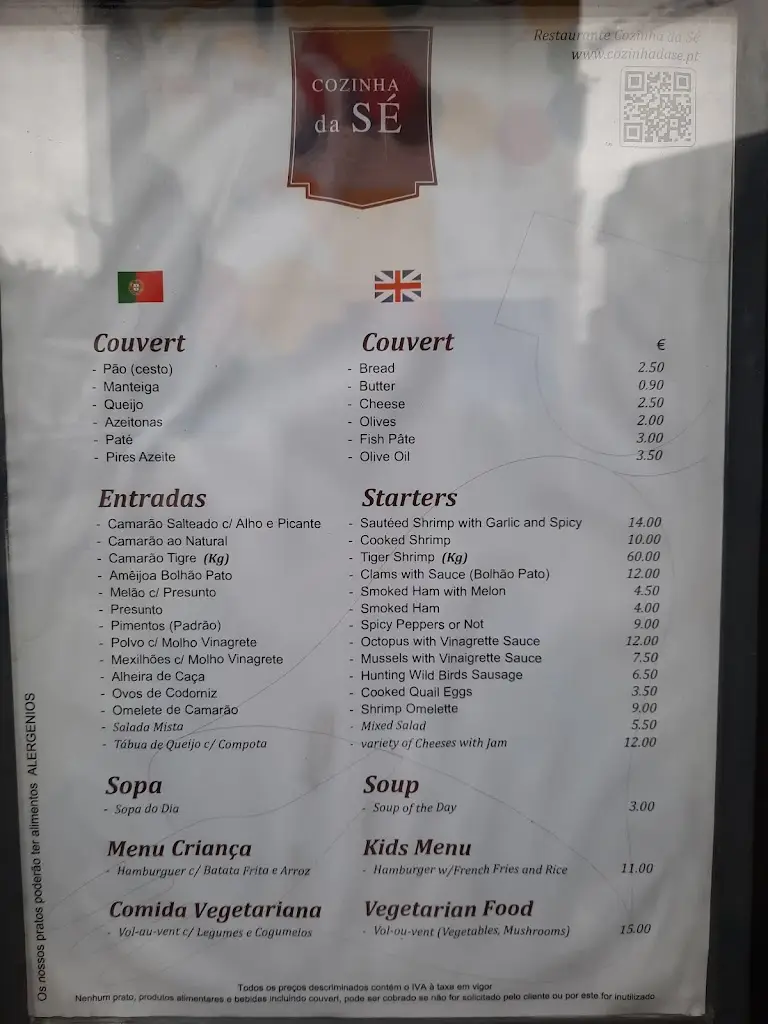 Restaurante Cozinha da Sé
www.cozinhadase.pt
COZINHA
da SÉ
Couvert Couvert €
- Pão (cesto) - Bread 2.50
- Manteiga - Butter 0.90
- Queijo - Cheese 2.50
- Azeitonas - Olives 2.00
- Paté - Fish Pâte 3.00
- Pires Azeite - Olive Oil 3.50
Entradas Starters
- Camarão Salteado c/ Alho e Picante - Sautéed Shrimp with Garlic and Spicy 14.00
- Camarão ao Natural - Cooked Shrimp 10.00
- Camarão Tigre (Kg) - Tiger Shrimp (Kg) 60.00
- Amêijoa Bolhão Pato - Clams with Sauce (Bolhão Pato) 12.00
- Melão c/ Presunto - Smoked Ham with Melon 4.50
- Presunto - Smoked Ham 4.00
- Pimentos (Padrão) - Spicy Peppers or Not 9.00
- Polvo c/ Molho Vinagrete - Octopus with Vinagrette Sauce 12.00
- Mexilhões c/ Molho Vinagrete - Mussels with Vinaigrette Sauce 7.50
- Alheira de Caça - Hunting Wild Birds Sausage 6.50
- Ovos de Codorniz - Cooked Quail Eggs 3.50
- Omelete de Camarão - Shrimp Omelette 9.00
- Salada Mista - Mixed Salad 5.50
- Tábua de Queijo c/ Compota - variety of Cheeses with Jam 12.00
Sopa Soup
- Sopa do Dia - Soup of the Day 3.00
Menu Criança Kids Menu
- Hamburguer c/ Batata Frita e Arroz - Hamburger w/French Fries and Rice 11.00
Comida Vegetariana Vegetarian Food
- Vol-au-vent c/ Legumes e Cogumelos - Vol-ou-vent (Vegetables, Mushrooms) 15.00
Os nossos pratos poderão ter alimentos ALERGENIOS
Todos os preços descriminados contém o IVA à taxa em vigor
Nenhum prato, produtos alimentares e bebidas incluindo couvert, pode ser cobrado se não for solicitado pelo cliente ou por este for inutilizado